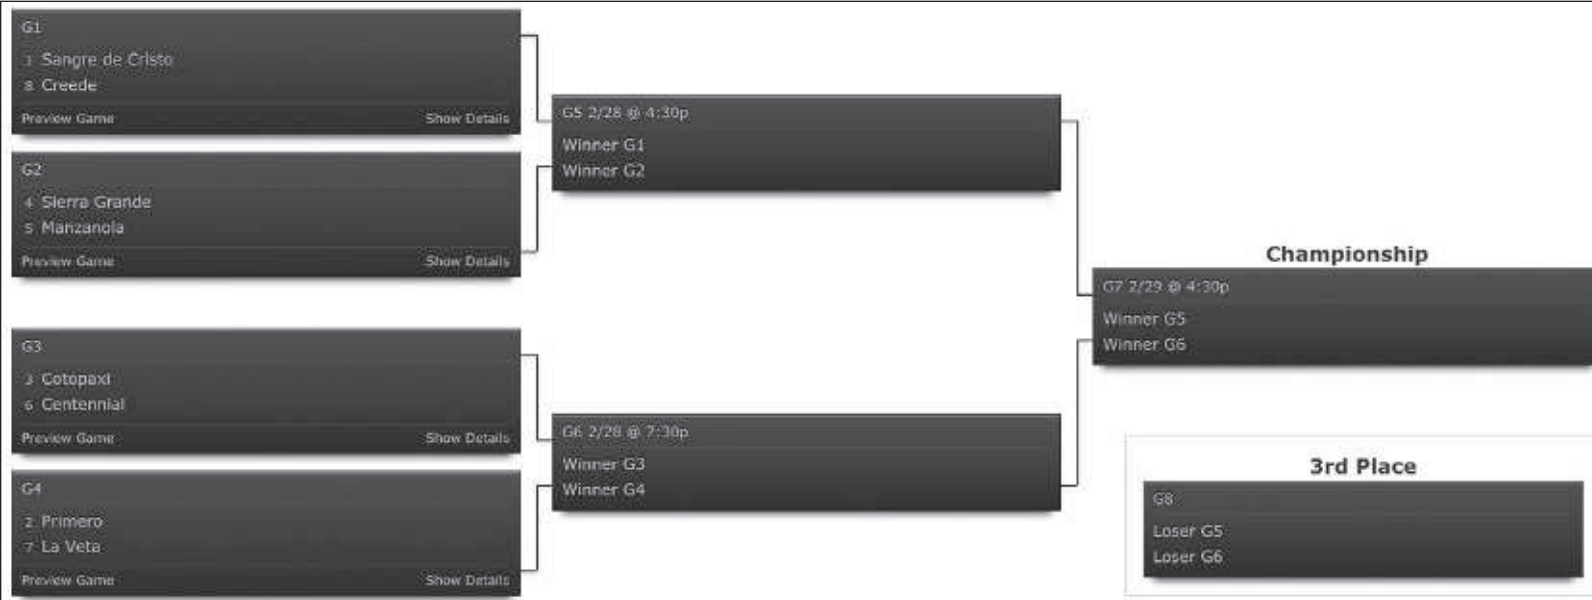 G1
1 Sangre de Cristo
8 Creede
Preview Game Show Details
G2
4 Sierra Grande
5 Manzanola
Preview Game Show Details
G5 2/28 @ 4:30p
Winner G1
Winner G2
G3
3 Cotopaxi
6 Centennial
Preview Game Show Details
G4
2 Primero
7 La Veta
Preview Game Show Details
G6 2/28 @ 7:30p
Winner G3
Winner G4
Championship
G7 2/29 @ 4:30p
Winner G5
Winner G6
3rd Place
G8
Loser G5
Loser G6